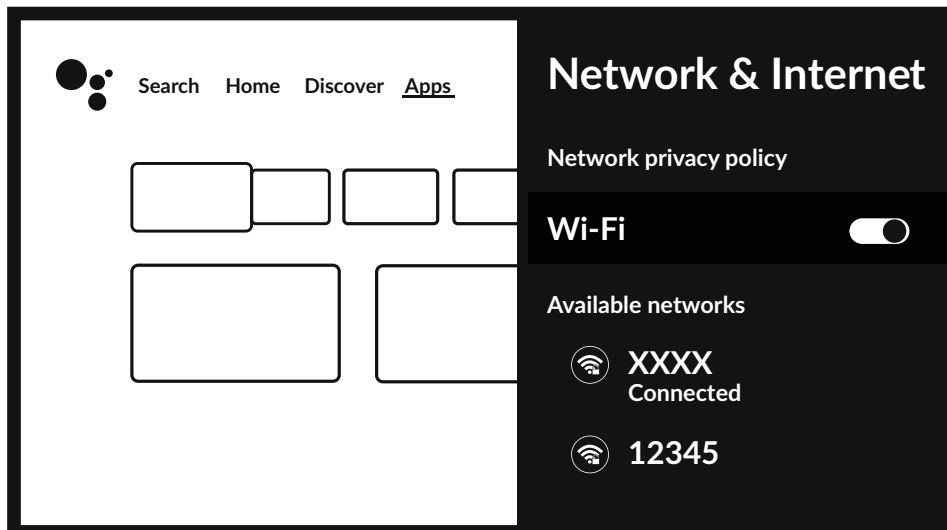 Search Home Discover Apps
Network & Internet
Network privacy policy
Wi-Fi
Available networks
XXXX
Connected
12345